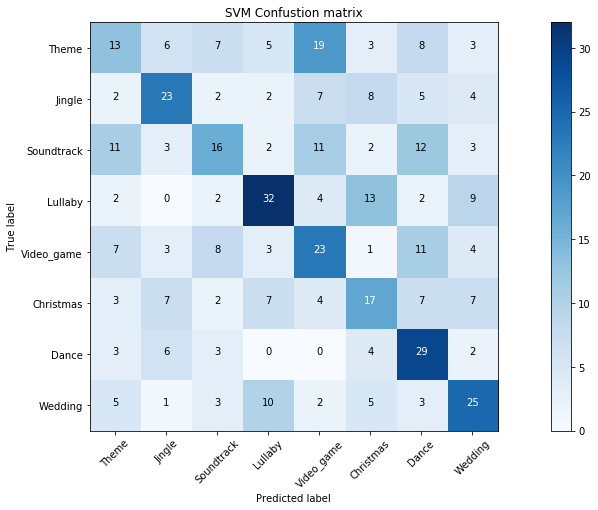 SVM Confustion matrix
Theme 13 6 7 5 19 3 8 3
Jingle 2 23 2 2 7 8 5 4
Soundtrack 11 3 16 2 11 2 12 3
Lullaby 2 0 2 32 4 13 2 9
Video_game 7 3 8 3 23 1 11 4
Christmas 3 7 2 7 4 17 7 7
Dance 3 6 3 0 0 4 29 2
Wedding 5 1 3 10 2 5 3 25
True label
Theme Jingle Soundtrack Lullaby Video_game Christmas Dance Wedding
Predicted label
30
25
20
15
10
5
0